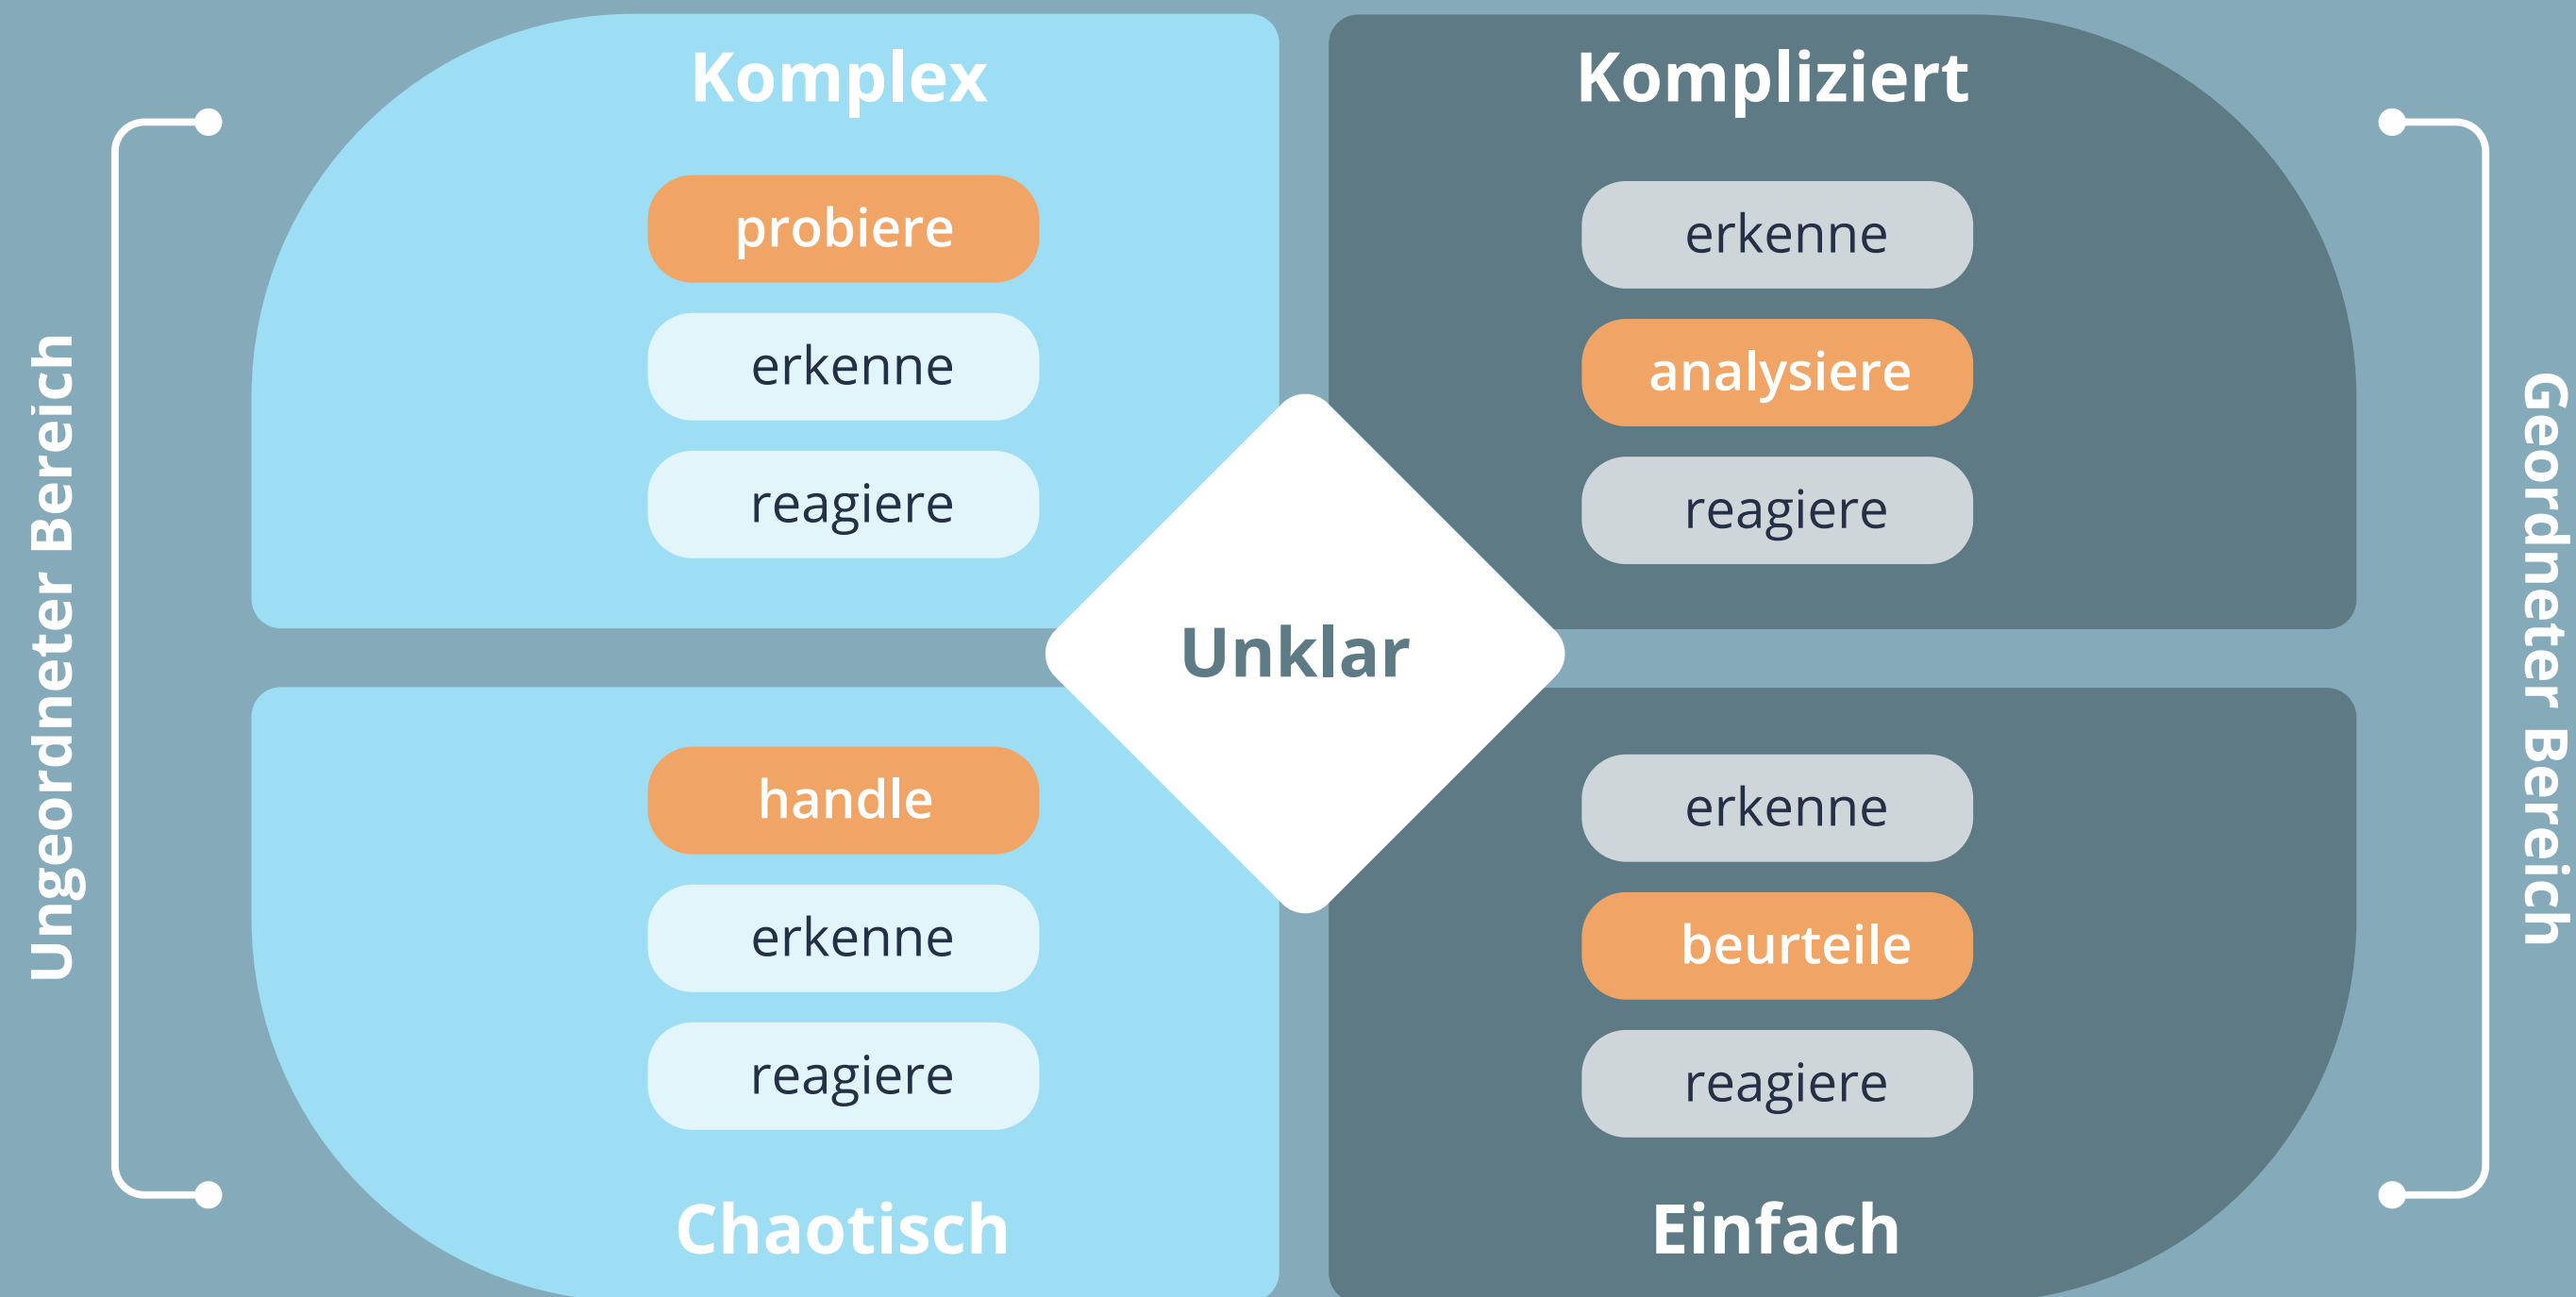 Ungeordneter Bereich
Komplex
probiere
erkenne
reagiere
Kompliziert
erkenne
analysiere
reagiere
Unklar
handle
erkenne
reagiere
Chaotisch
erkenne
beurteile
reagiere
Einfach
Geordneter Bereich